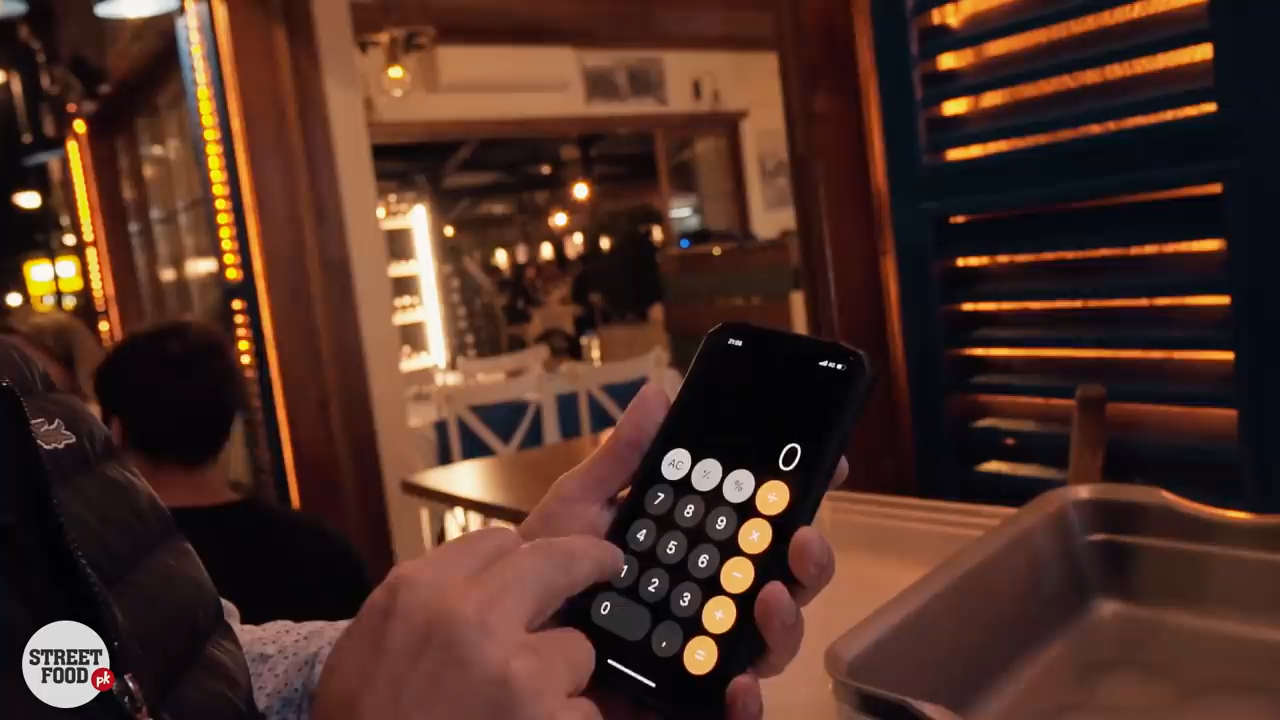 0
AC % ÷
7 8 9 ×
4 5 6 −
1 2 3 +
0 , =
STREET
FOOD pk